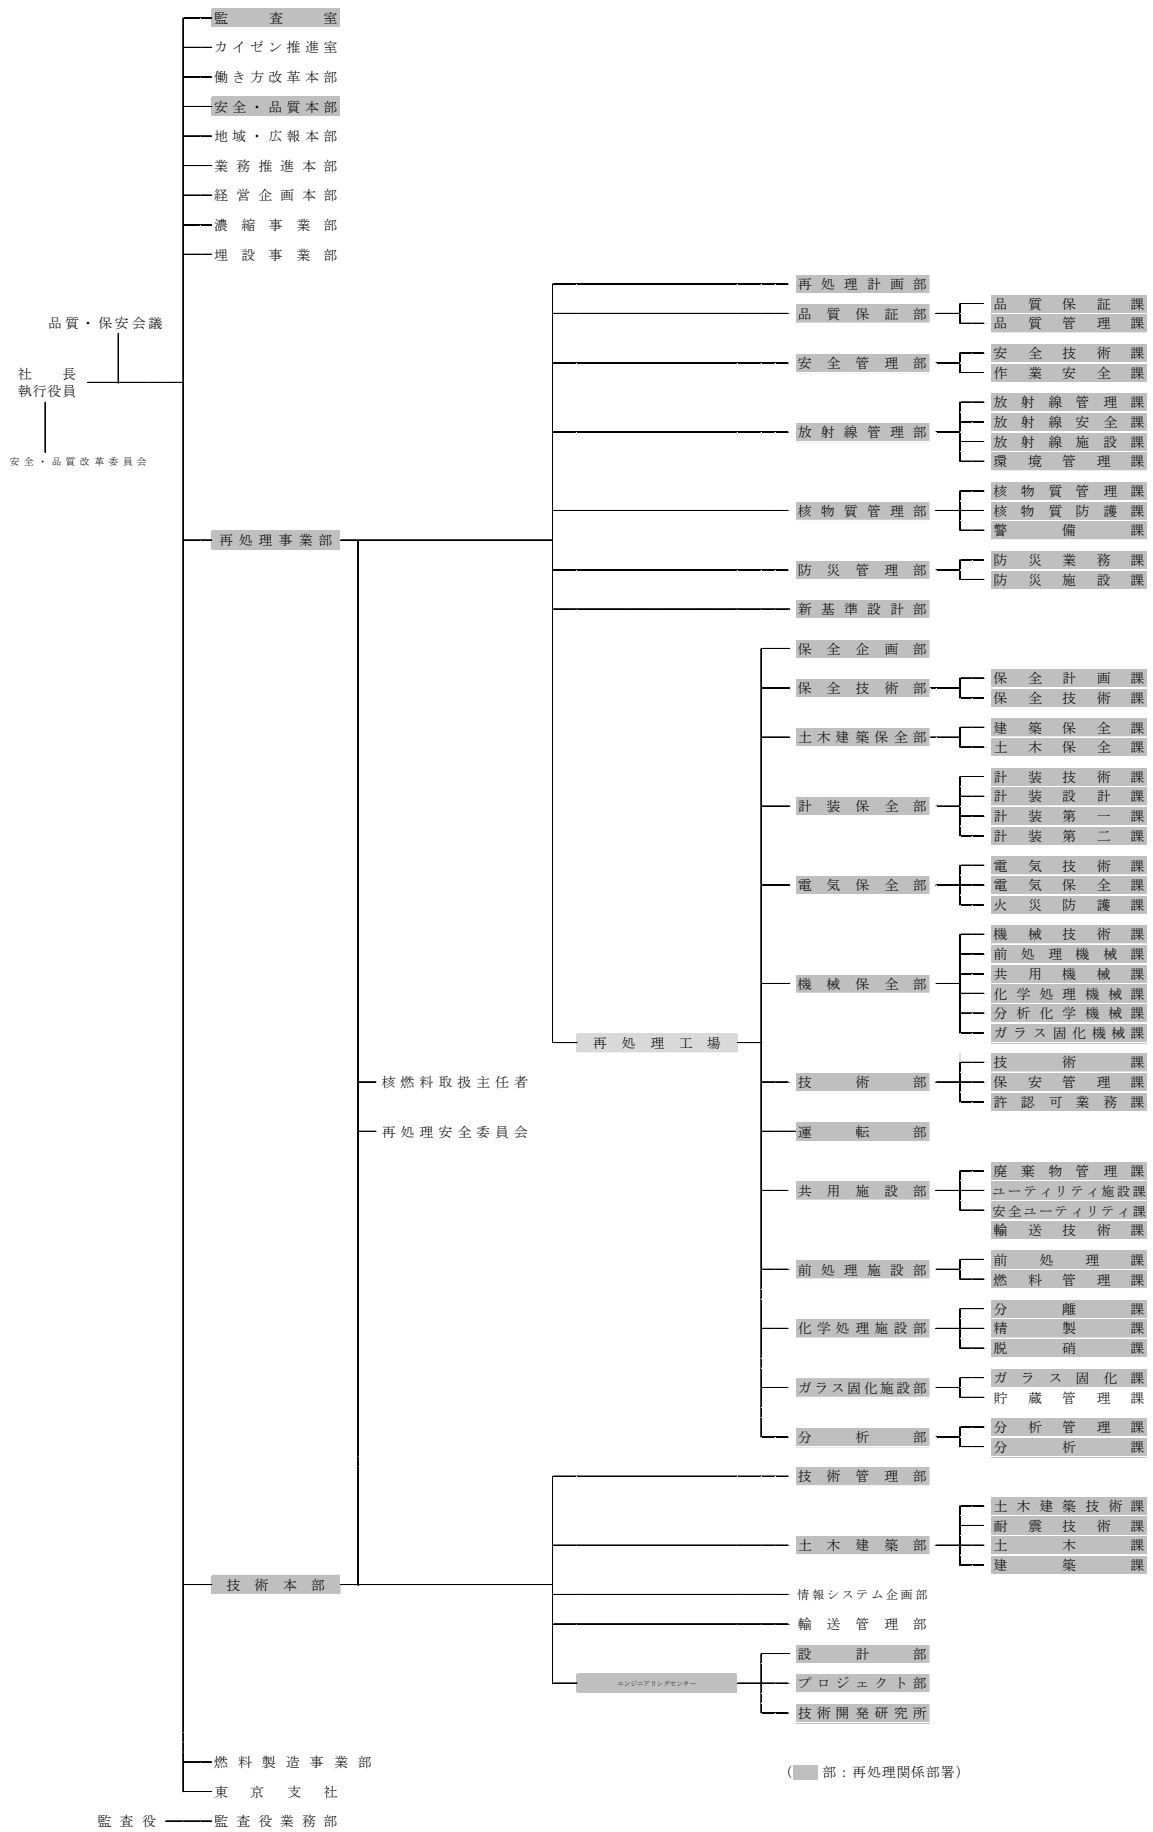 監査室
カイゼン推進室
働き方改革本部
安全・品質本部
地域・広報本部
業務推進本部
経営企画本部
濃縮事業部
埋設事業部
再処理計画部
品質保証部
品質保証課
品質管理課
品質・保安会議
社長
執行役員
安全・品質改革委員会
安全管理部
安全技術課
作業安全課
放射線管理部
放射線管理課
放射線安全課
放射線施設課
環境管理課
核物質管理部
核物質管理課
核物質防護課
警備課
再処理事業部
防災管理部
防災業務課
防災施設課
新基準設計部
保全企画部
保全技術部
保全計画課
保全技術課
土木建築保全部
建築保全課
土木保全課
計装保全部
計装技術課
計装設計課
計装第一課
計装第二課
電気保全部
電気技術課
電気保全課
火災防護課
機械保全部
機械技術課
前処理機械課
共用機械課
化学処理機械課
分析化学機械課
ガラス固化機械課
再処理工場
核燃料取扱主任者
再処理安全委員会
技術部
技術課
保安管理課
許認可業務課
運転部
共用施設部
廃棄物管理課
ユーティリティ施設課
安全ユーティリティ課
輸送技術課
前処理施設部
前処理課
燃料管理課
化学処理施設部
分離課
精製課
脱硝課
ガラス固化施設部
ガラス固化課
貯蔵管理課
分析部
分析管理課
分析課
技術管理部
土木建築部
土木建築技術課
耐震技術課
土木課
建築課
技術本部
情報システム企画部
輸送管理部
エンジニアリングセンター
設計部
プロジェクト部
技術開発研究所
燃料製造事業部
東京支社
監査役
監査役業務部
(部：再処理関係部署)